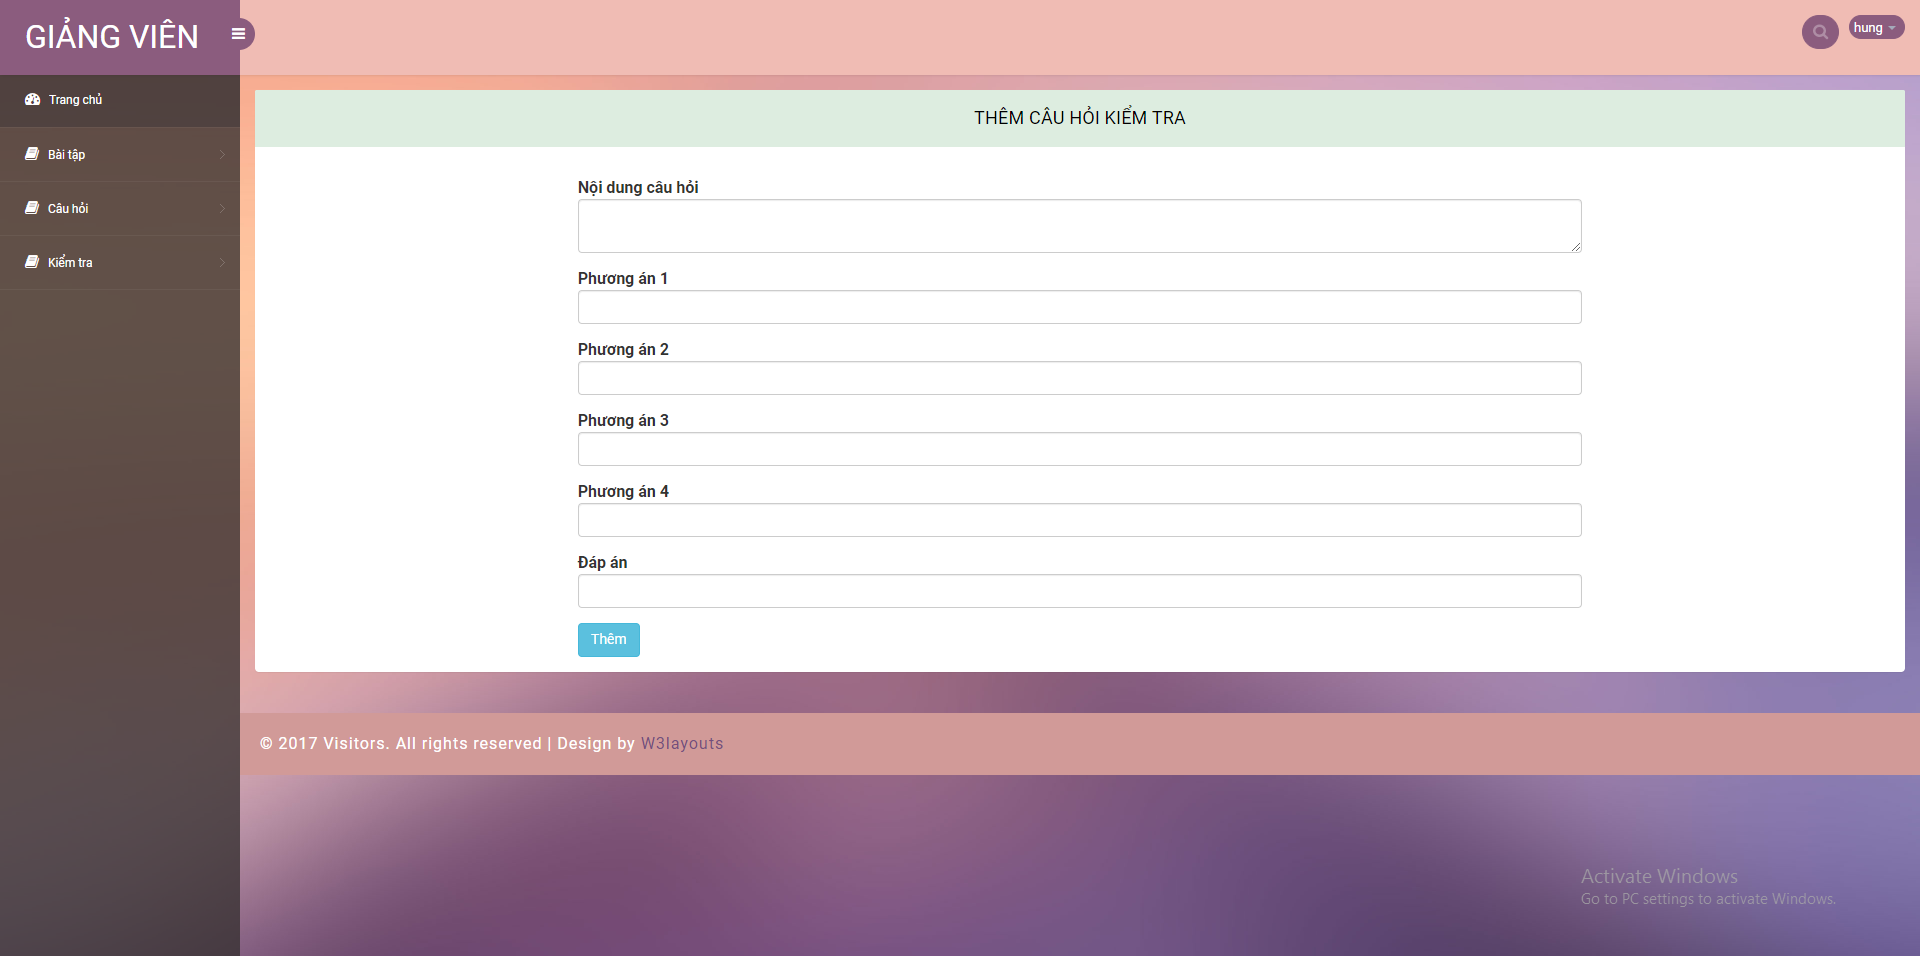 GIẢNG VIÊN
hung
Trang chủ
Bài tập
Câu hỏi
Kiểm tra
THÊM CÂU HỎI KIỂM TRA
Nội dung câu hỏi
Phương án 1
Phương án 2
Phương án 3
Phương án 4
Đáp án
Thêm
© 2017 Visitors. All rights reserved | Design by W3layouts
Activate Windows
Go to PC settings to activate Windows.